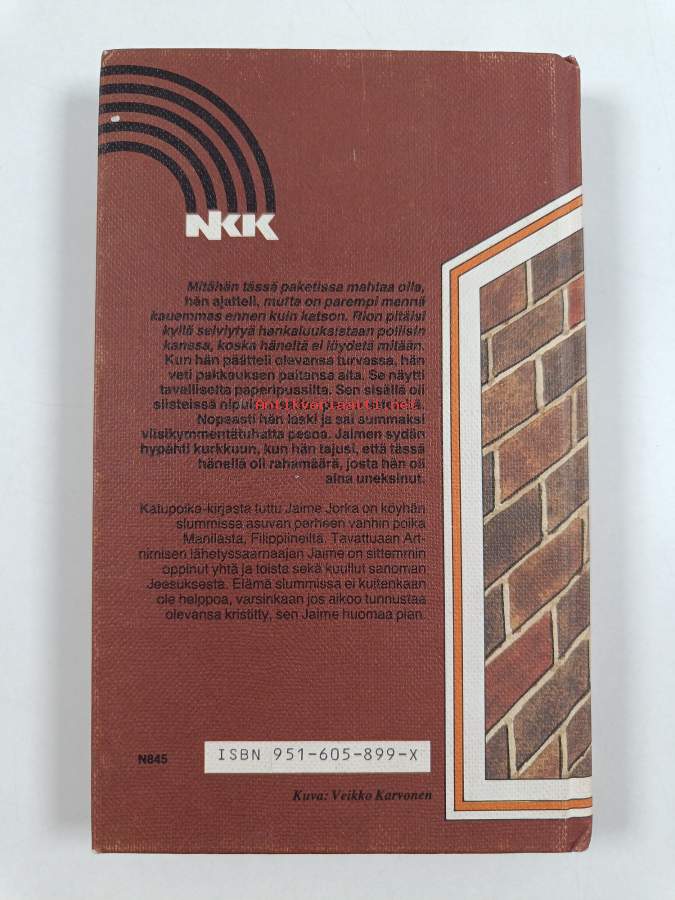 NKK
Mitähän tässä paketissa mahtaa olla,
hän ajatteli, mutta on parempi mennä
kauemmas ennen kuin katson. Rion pitäisi
kyllä selviytyä hankaluuksistaan poliisin
kanssa, koska häneltä ei löydetä mitään.
Kun hän päätteli olevansa turvassa, hän
veti pakkauksen paitansa alta. Se näytti
tavalliselta paperipussilta. Sen sisällä oli
siisteissä nipuissa
Antikvariaatti.net
Nopeasti hän laski ja sai summaksi
viisikymmentätuhatta pesoa. Jaimen sydän
hypähti kurkkuun, kun hän tajusi, että tässä
hänellä oli rahamäärä, josta hän oli
aina uneksinut.
Katupoika-kirjasta tuttu Jaime Jorka on köyhän
slummissa asuvan perheen vanhin poika
Manilasta, Filippiineiltä. Tavattuaan Art-
nimisen lähetyssaarnaajan Jaime on sittemmin
oppinut yhtä ja toista sekä kuullut sanoman
Jeesuksesta. Elämä slummissa ei kuitenkaan
ole helppoa, varsinkaan jos aikoo tunnustaa
olevansa kristitty, sen Jaime huomaa pian.
N845
ISBN 951-605-899-X
Kuva: Veikko Karvonen